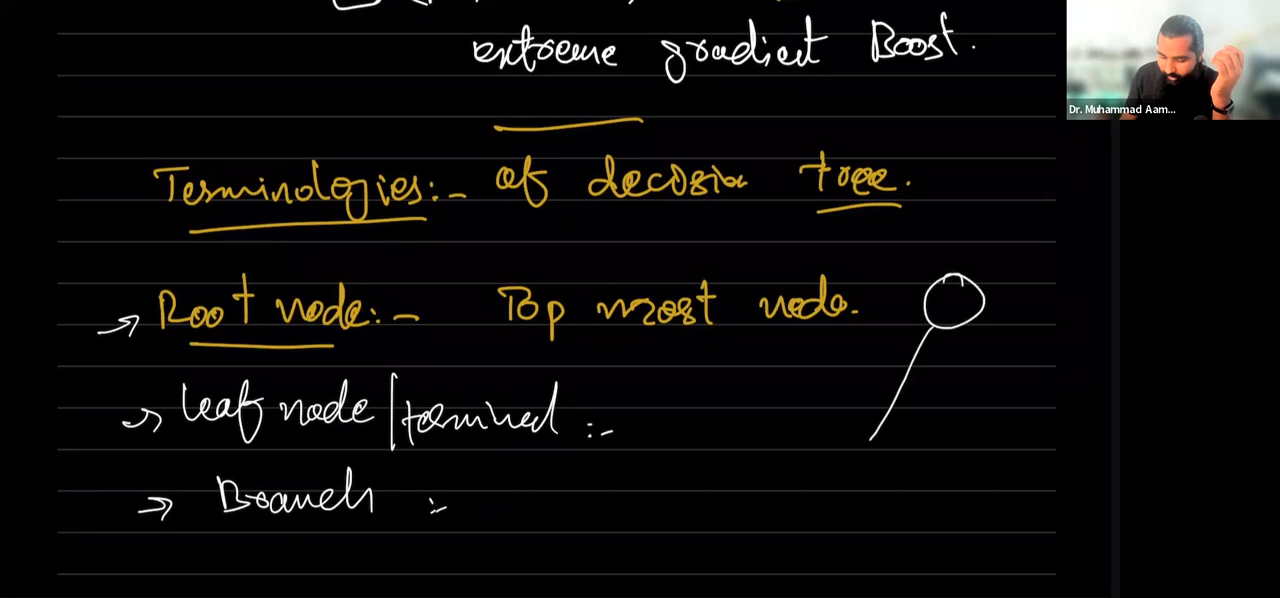 extreme gradient Boost.
Dr. Muhammad Aam...
Terminologies:- of decision tree.
→ Root node:- Top most node.
→ leaf node/terminal :-
→ Branch :-